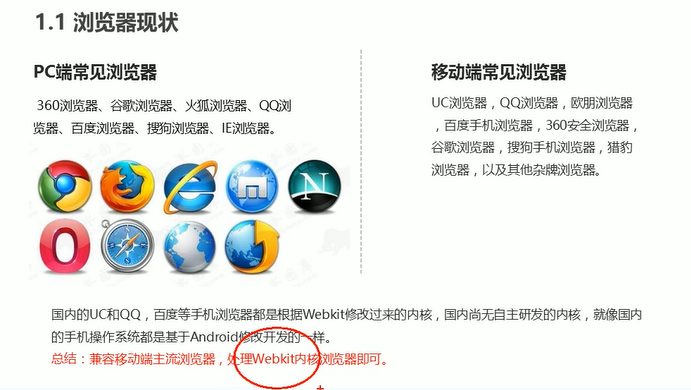 1.1 浏览器现状
PC端常见浏览器
360浏览器、谷歌浏览器、火狐浏览器、QQ浏
览器、百度浏览器、搜狗浏览器、IE浏览器。
移动端常见浏览器
UC浏览器，QQ浏览器，欧朋浏览器
，百度手机浏览器，360安全浏览器，
谷歌浏览器，搜狗手机浏览器，猎豹
浏览器，以及其他杂牌浏览器。
N
国内的UC和QQ，百度等手机浏览器都是根据Webkit修改过来的内核，国内尚无自主研发的内核，就像国内
的手机操作系统都是基于Android修改开发的一样。
总结：兼容移动端主流浏览器，处理Webkit内核浏览器即可。